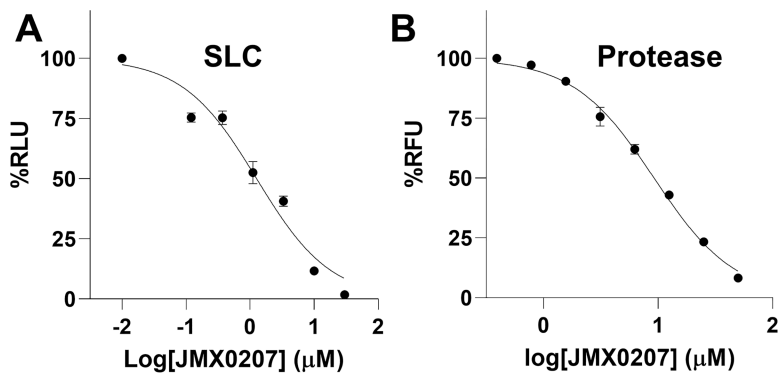 A
SLC
%RLU
100
75
50
25
0
-2 -1 0 1 2
Log[JMX0207] (μM)
B
Protease
%RFU
100
75
50
25
0
0 1 2
log[JMX0207] (μM)